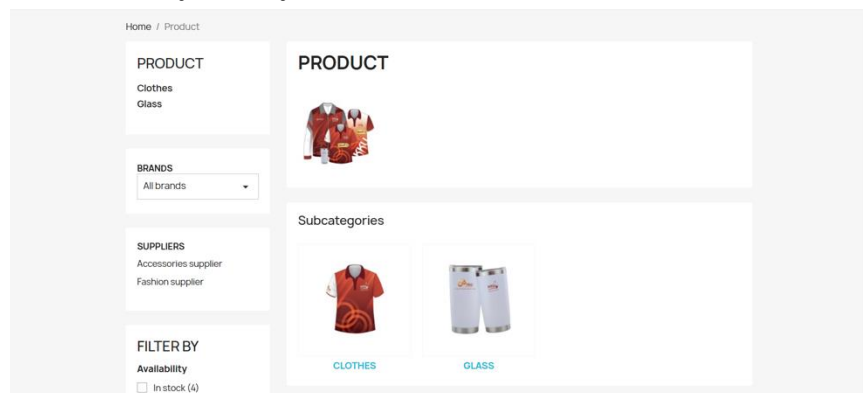 Home / Product
PRODUCT
Clothes
Glass
BRANDS
All brands
SUPPLIERS
Accessories supplier
Fashion supplier
FILTER BY
Availability
In stock (4)
PRODUCT
Subcategories
CLOTHES
GLASS